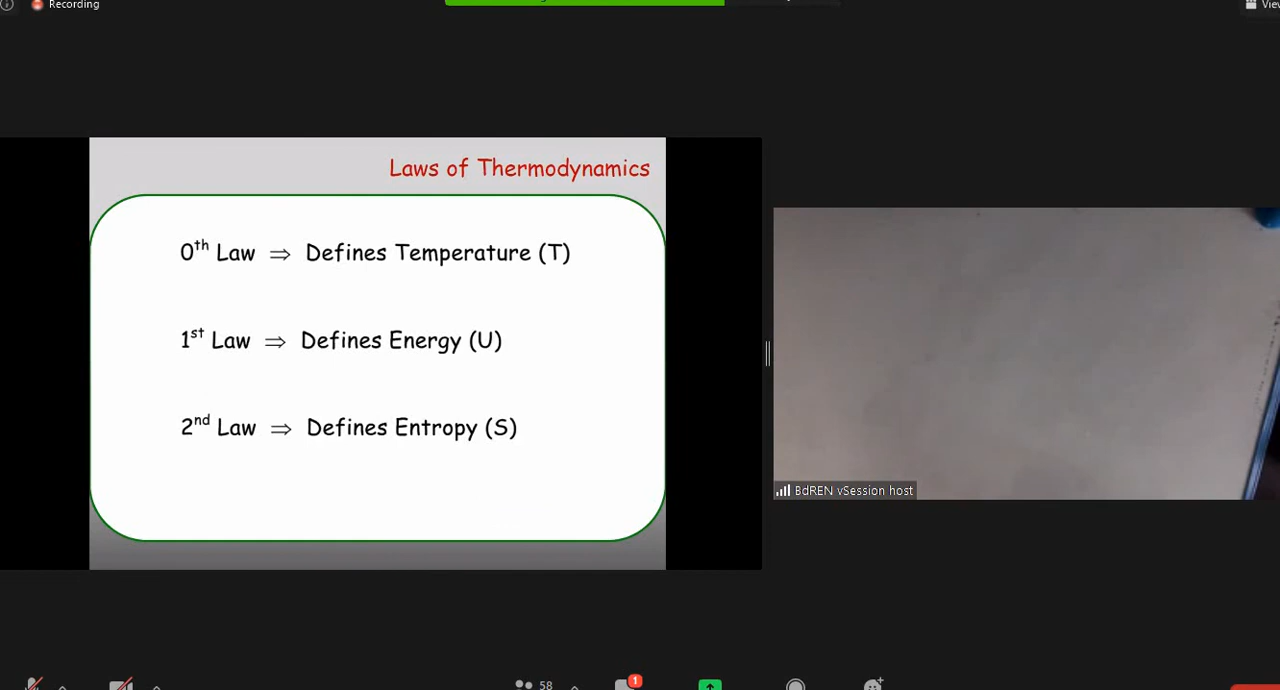 Recording
View
Laws of Thermodynamics
0th Law ⇒ Defines Temperature (T)
1st Law ⇒ Defines Energy (U)
2nd Law ⇒ Defines Entropy (S)
BdREN vSession host
58
1